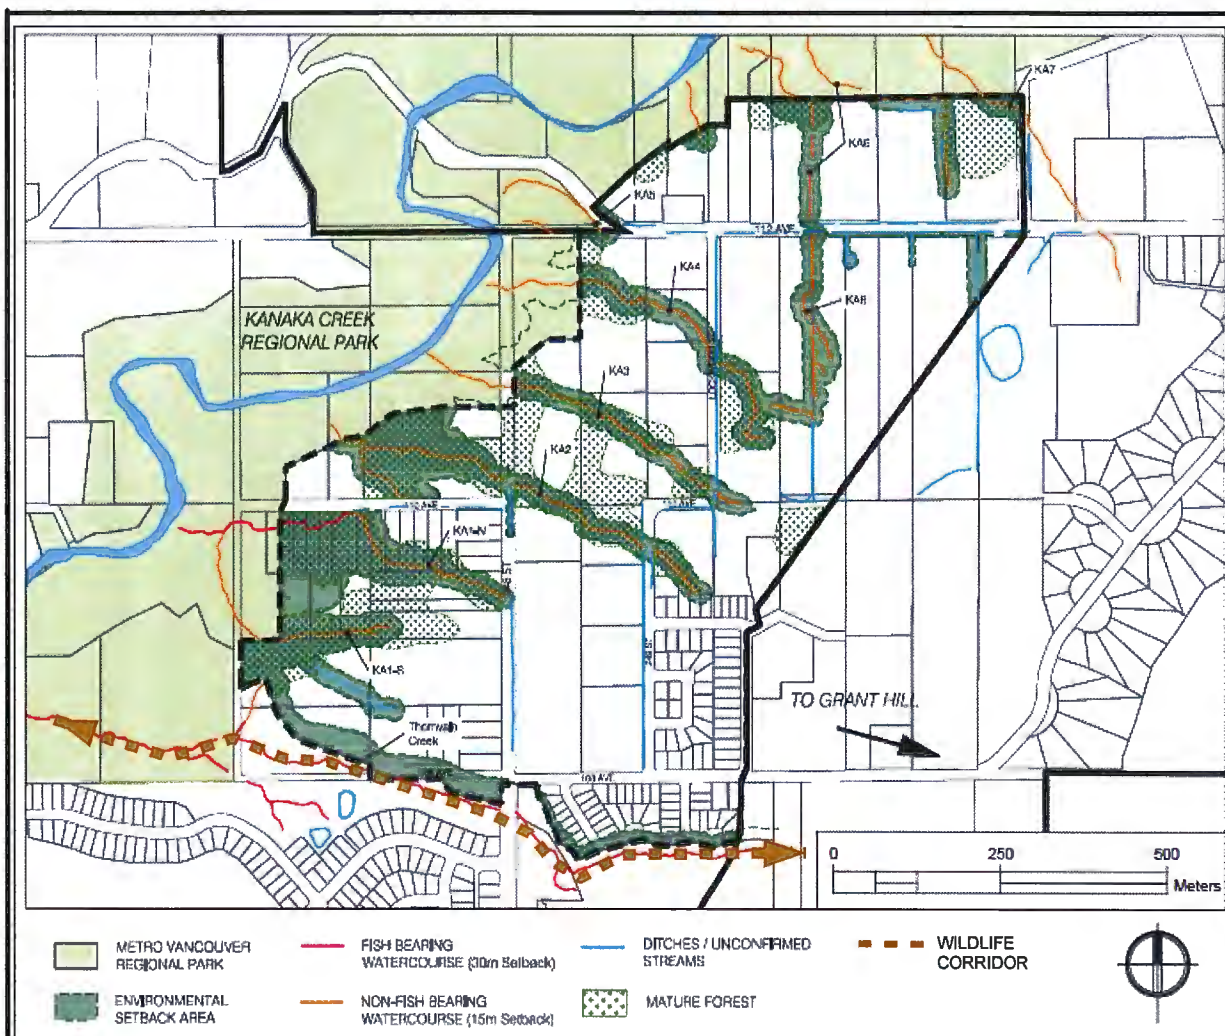 KA7
KA6
KA5
112 AVE
KA4
KANAKA CREEK
REGIONAL PARK
KA6
KA3
KA2
KA1-N
KA1-S
TO GRANT HILL
Creek
0 250 500
Meters
METRO VANCOUVER
REGIONAL PARK
FISH BEARING
WATERCOURSE (30m Setback)
DITCHES / UNCONFIRMED
STREAMS
WILDLIFE
CORRIDOR
ENVIRONMENTAL
SETBACK AREA
NON-FISH BEARING
WATERCOURSE (15m Setback)
MATURE FOREST